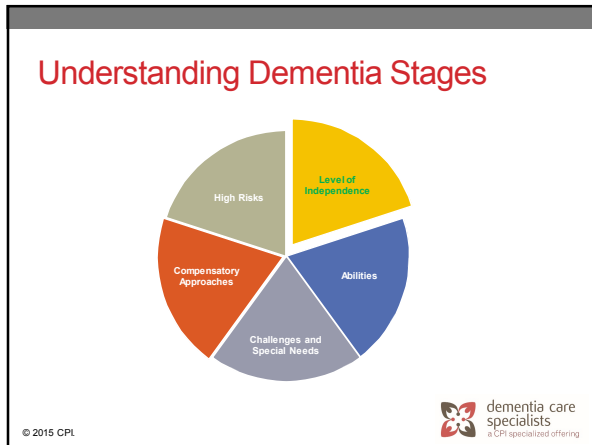 Understanding Dementia Stages
Level of
Independence
High Risks
Abilities
Compensatory
Approaches
Challenges and
Special Needs
© 2015 CPI.
dementia care
specialists
a CPI specialized offering